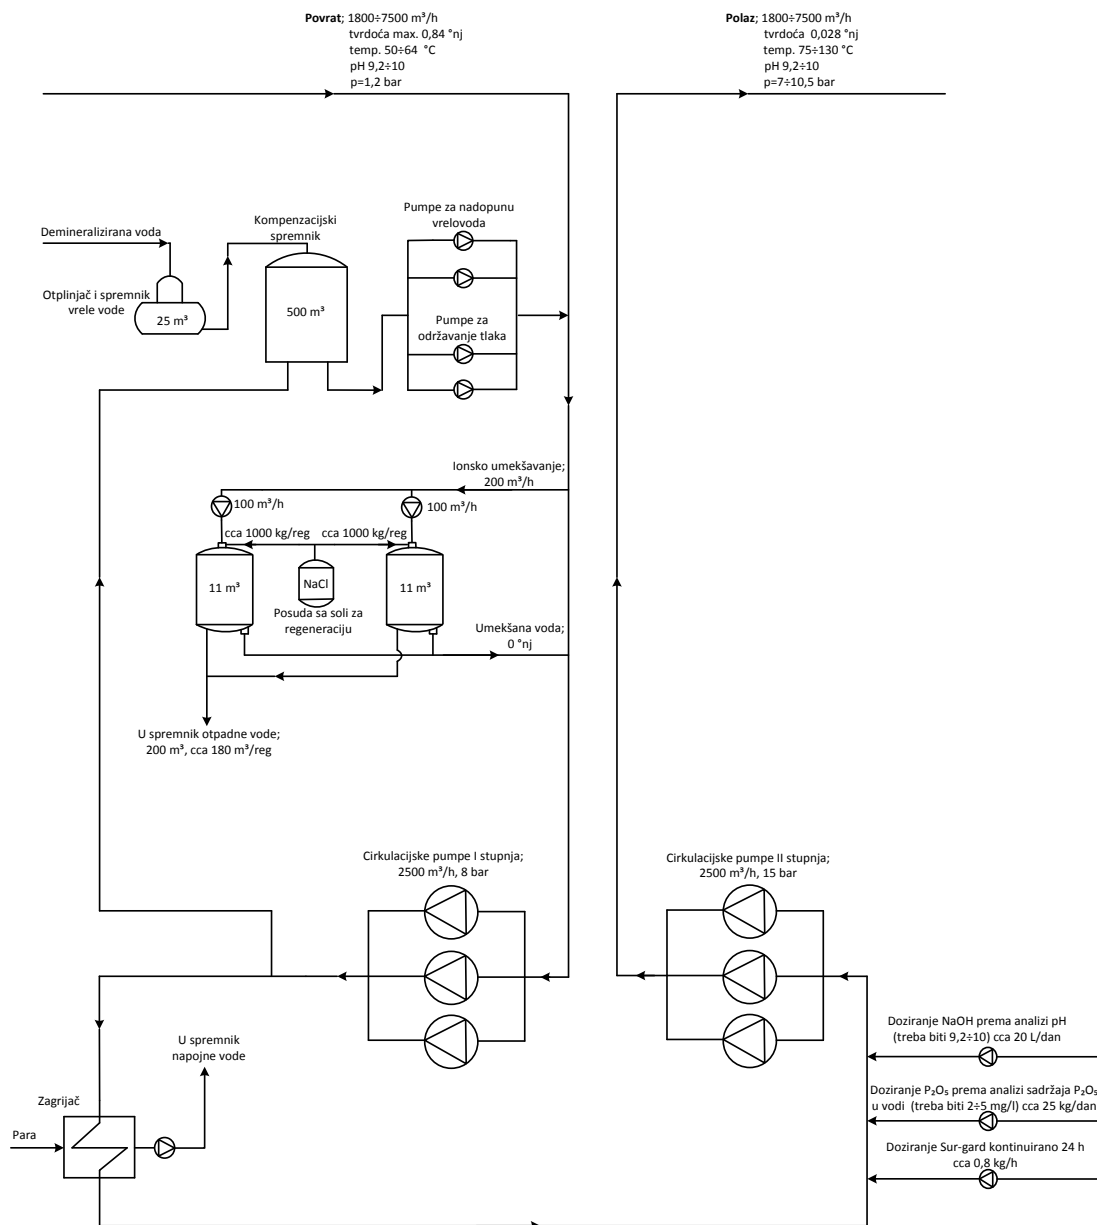 Povrat; 1800÷7500 m³/h
tvrdoća max. 0,84 °nj
temp. 50÷64 °C
pH 9,2÷10
p=1,2 bar
Polaz; 1800÷7500 m³/h
tvrdoća 0,028 °nj
temp. 75÷130 °C
pH 9,2÷10
p=7÷10,5 bar
Demineralizirana voda
Otplinjač i spremnik
vrele vode
25 m³
Kompenzacijski
spremnik
500 m³
Pumpe za nadopunu
vrelovoda
Pumpe za
održavanje tlaka
Ionsko umekšavanje;
200 m³/h
100 m³/h
100 m³/h
cca 1000 kg/reg
cca 1000 kg/reg
11 m³
NaCl
11 m³
Posuda sa soli za
regeneraciju
Umekšana voda;
0 °nj
U spremnik otpadne vode;
200 m³, cca 180 m³/reg
Cirkulacijske pumpe I stupnja;
2500 m³/h, 8 bar
Cirkulacijske pumpe II stupnja;
2500 m³/h, 15 bar
U spremnik
napojne vode
Zagrijač
Para
Doziranje NaOH prema analizi pH
(treba biti 9,2÷10) cca 20 L/dan
Doziranje P₂O₅ prema analizi sadržaja P₂O₅
u vodi (treba biti 2÷5 mg/l) cca 25 kg/dan
Doziranje Sur-gard kontinuirano 24 h
cca 0,8 kg/h